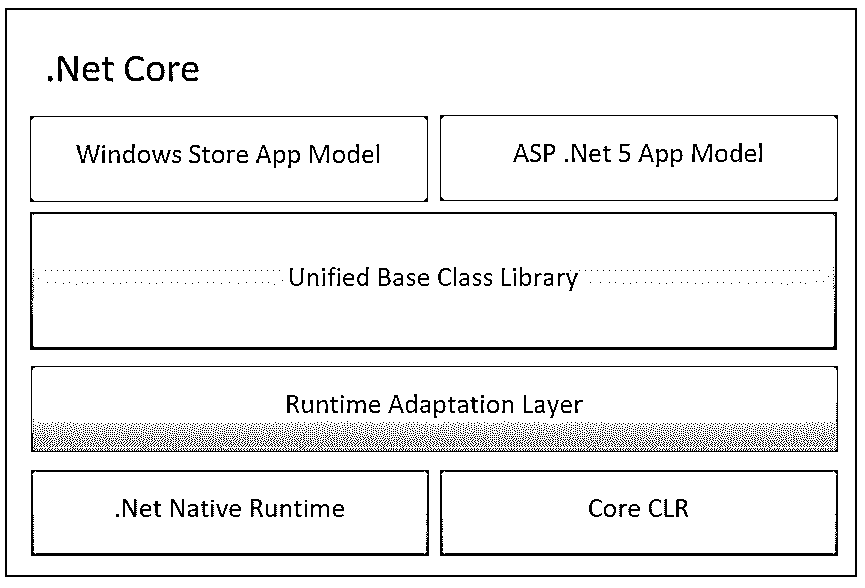 .Net Core
Windows Store App Model
ASP .Net 5 App Model
Unified Base Class Library
Runtime Adaptation Layer
.Net Native Runtime
Core CLR